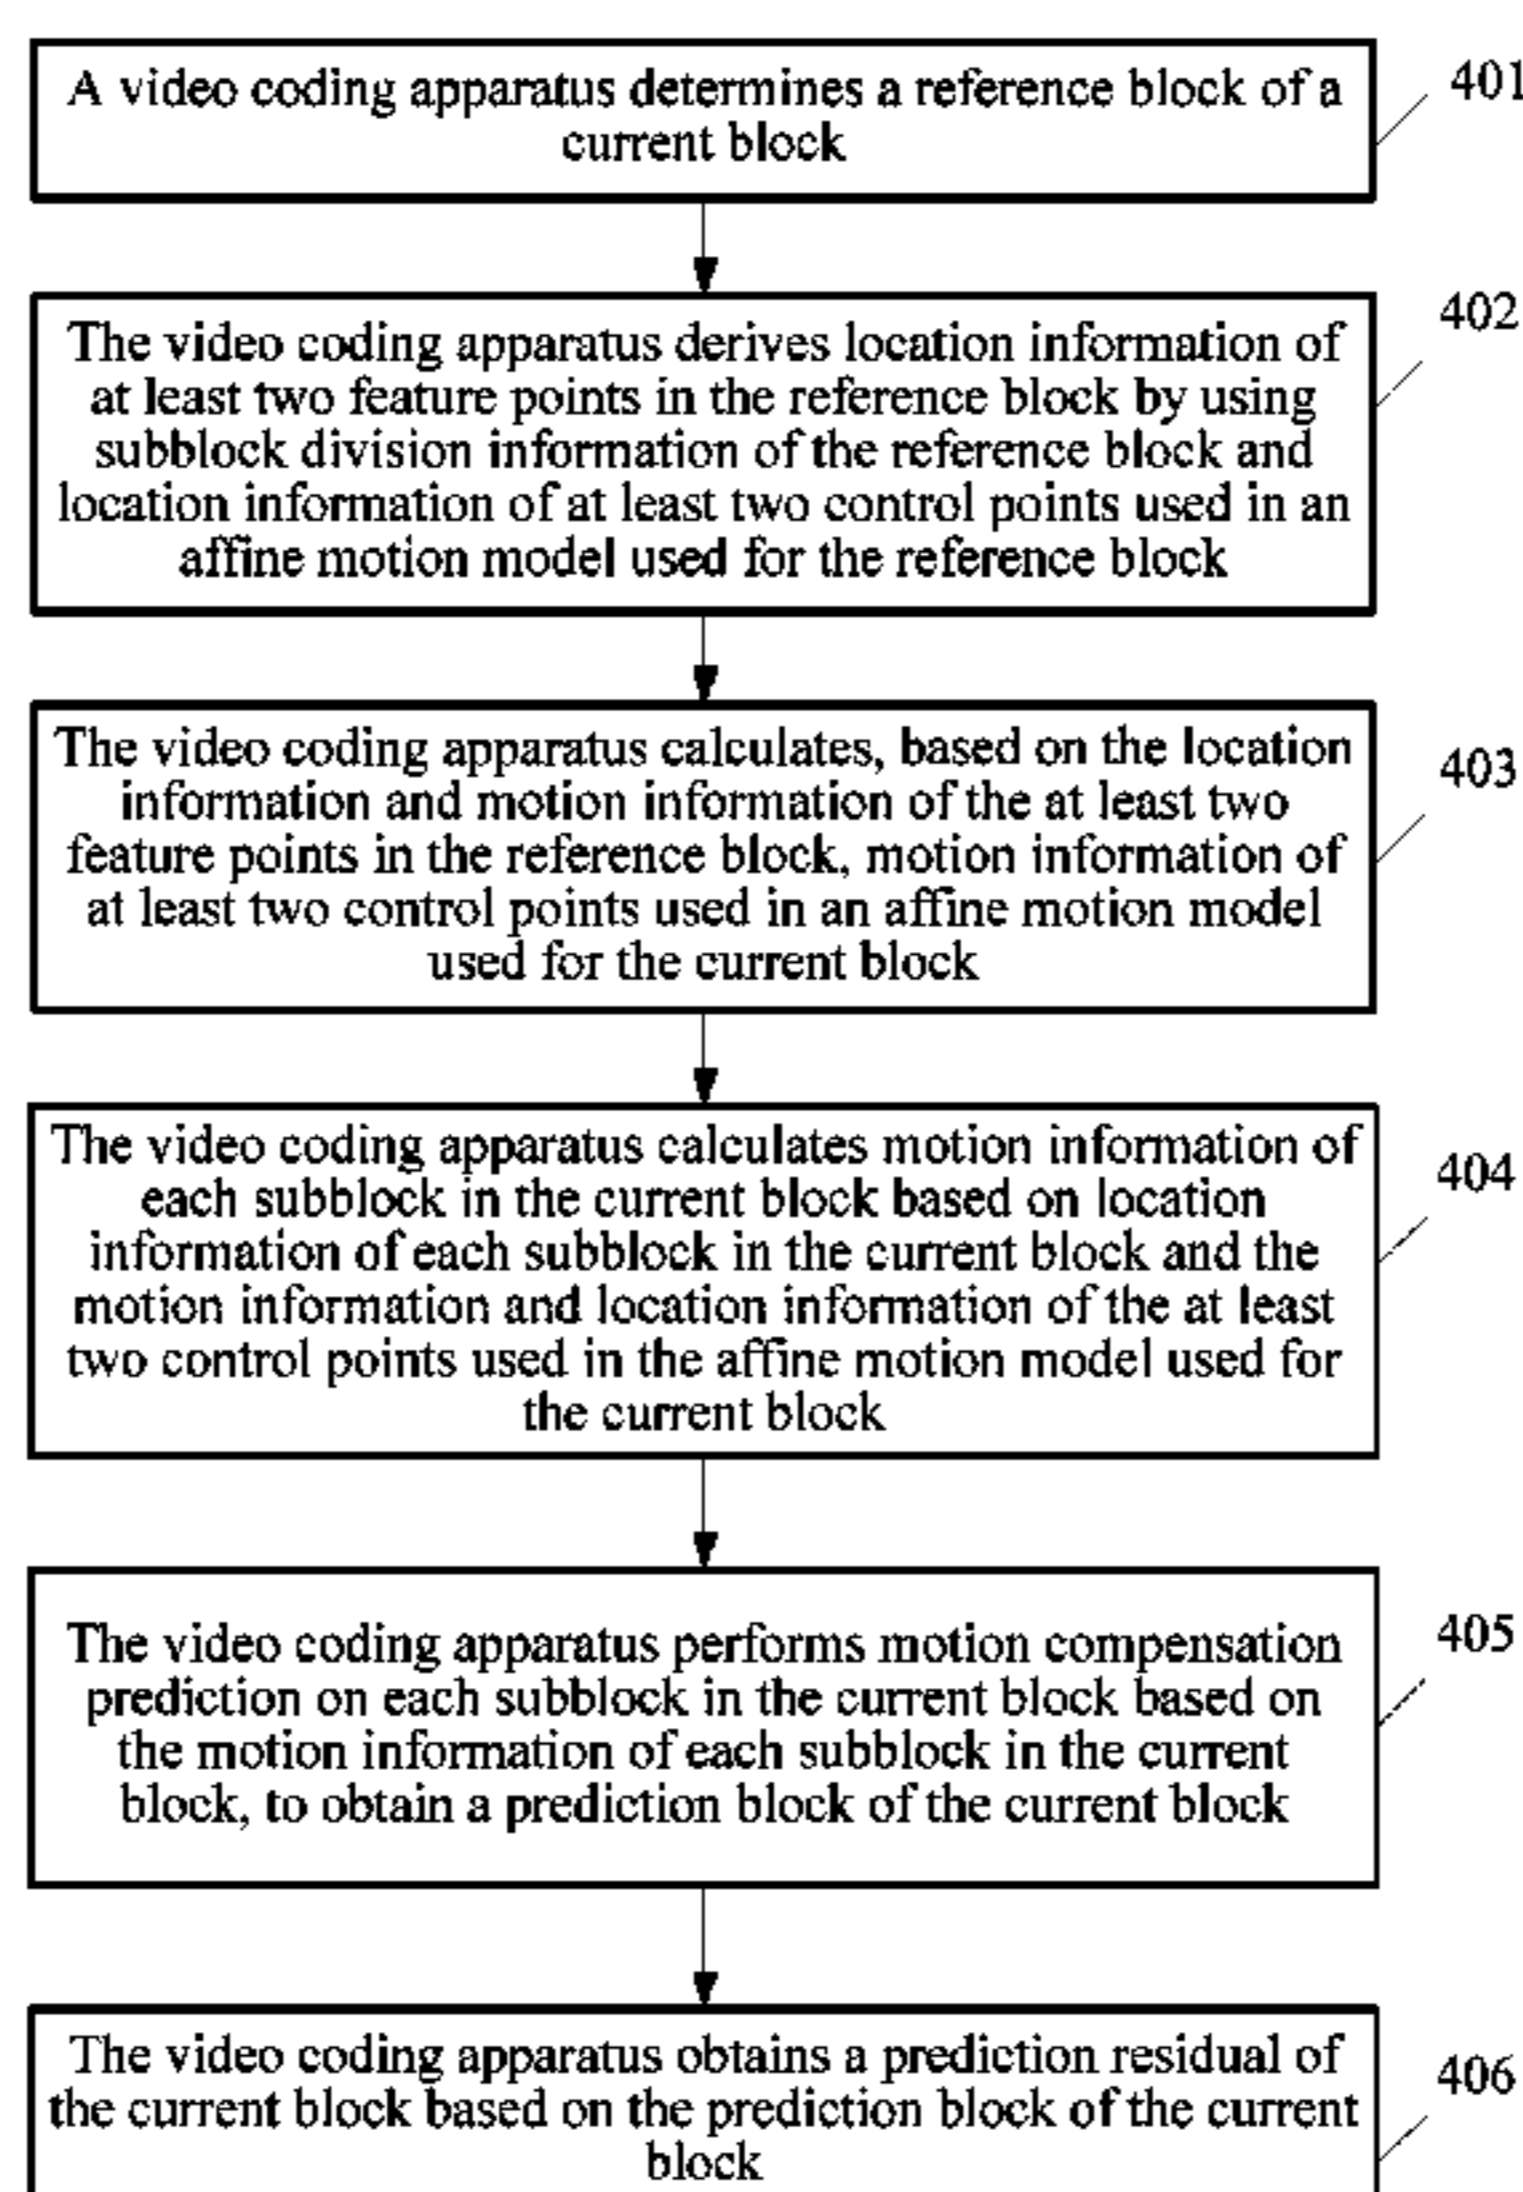 A video coding apparatus determines a reference block of a
current block
401
The video coding apparatus derives location information of
at least two feature points in the reference block by using
subblock division information of the reference block and
location information of at least two control points used in an
affine motion model used for the reference block
402
The video coding apparatus calculates, based on the location
information and motion information of the at least two
feature points in the reference block, motion information of
at least two control points used in an affine motion model
used for the current block
403
The video coding apparatus calculates motion information of
each subblock in the current block based on location
information of each subblock in the current block and the
motion information and location information of the at least
two control points used in the affine motion model used for
the current block
404
The video coding apparatus performs motion compensation
prediction on each subblock in the current block based on
the motion information of each subblock in the current
block, to obtain a prediction block of the current block
405
The video coding apparatus obtains a prediction residual of
the current block based on the prediction block of the current
block
406